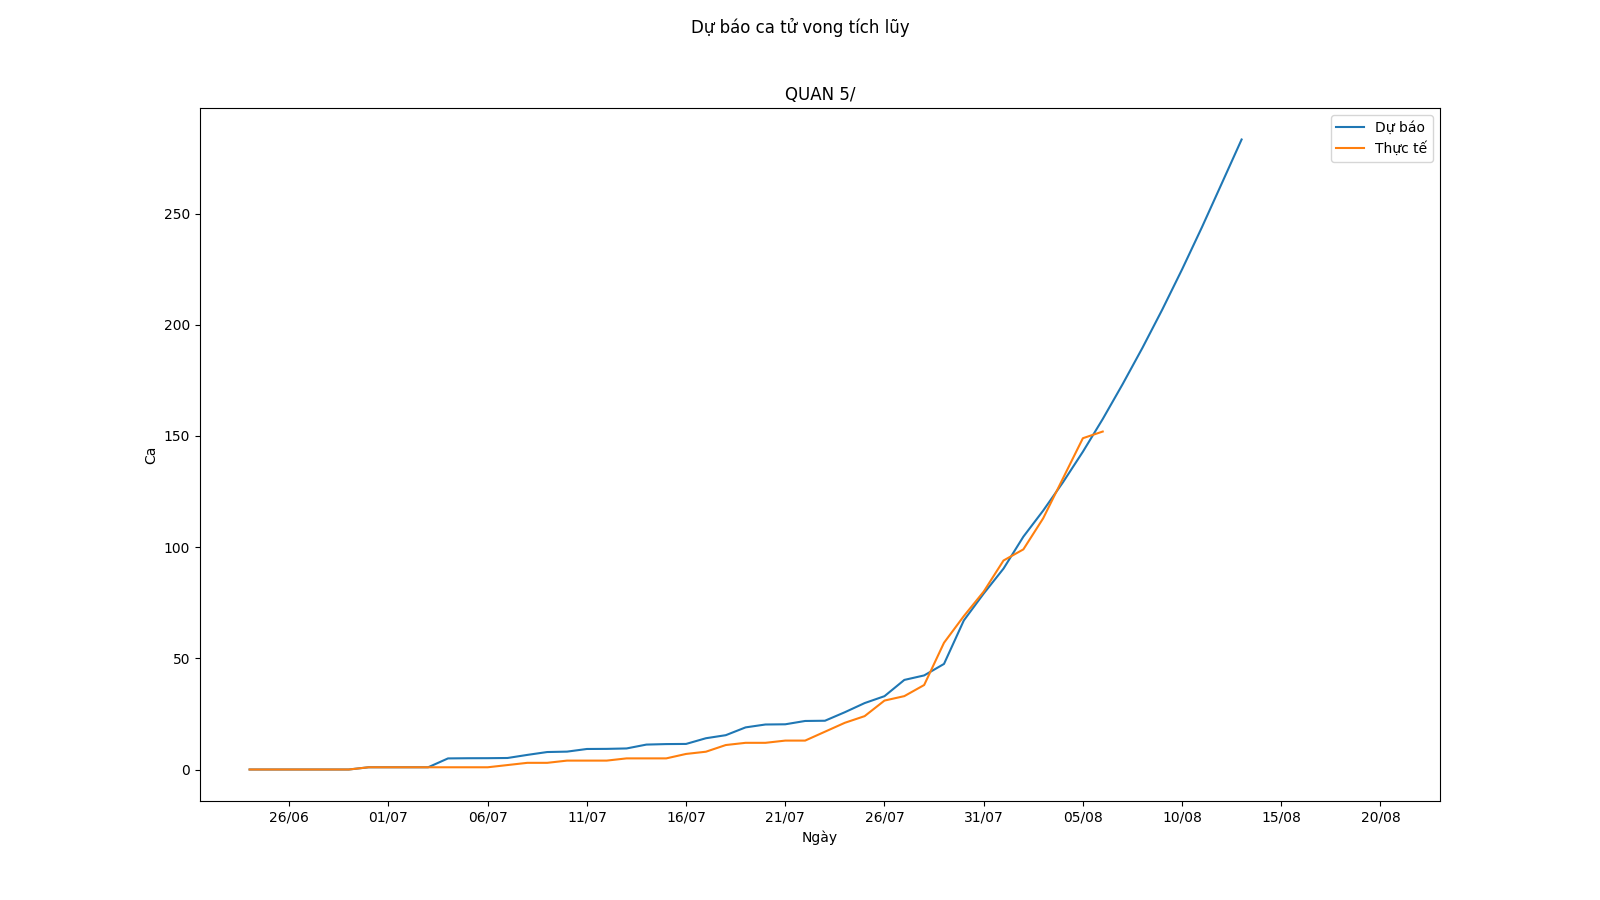 Dự báo ca tử vong tích lũy
QUAN 5/
Dự báo
Thực tế
250
200
150
100
50
0
Ca
26/06 01/07 06/07 11/07 16/07 21/07 26/07 31/07 05/08 10/08 15/08 20/08
Ngày